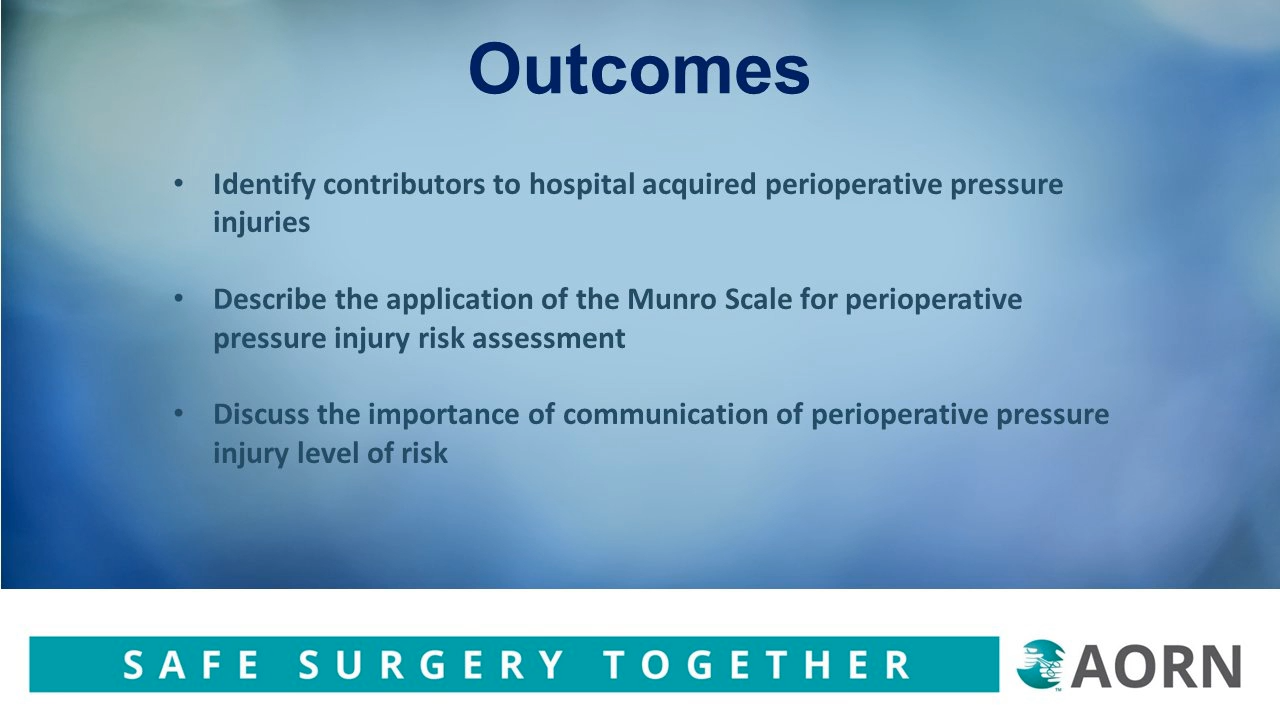 Outcomes
• Identify contributors to hospital acquired perioperative pressure
injuries
• Describe the application of the Munro Scale for perioperative
pressure injury risk assessment
• Discuss the importance of communication of perioperative pressure
injury level of risk
SAFE SURGERY TOGETHER
AORN
TM